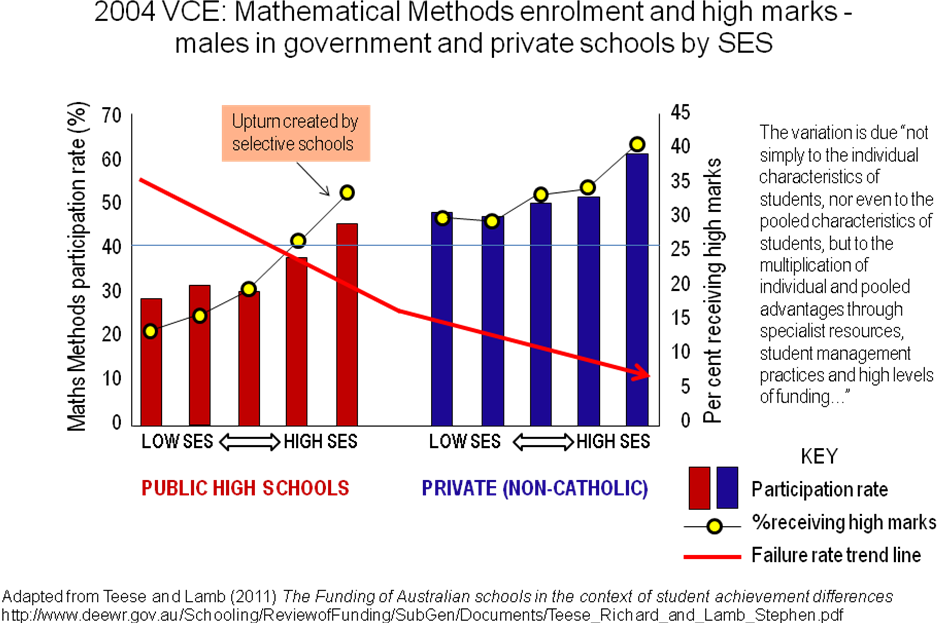 2004 VCE: Mathematical Methods enrolment and high marks -
males in government and private schools by SES
Maths Methods participation rate (%)
70
60
50
40
30
20
10
0
Upturn created by
selective schools
45
40
35
30
25
20
15
10
5
0
Per cent receiving high marks
LOW SES
HIGH SES
LOW SES
HIGH SES
PUBLIC HIGH SCHOOLS
PRIVATE (NON-CATHOLIC)
The variation is due “not
simply to the individual
characteristics of
students, nor even to the
pooled characteristics of
students, but to the
multiplication of
individual and pooled
advantages through
specialist resources,
student management
practices and high levels
of funding…”
KEY
Participation rate
%receiving high marks
Failure rate trend line
Adapted from Teese and Lamb (2011) The Funding of Australian schools in the context of student achievement differences
http://www.deewr.gov.au/Schooling/ReviewofFunding/SubGen/Documents/Teese_Richard_and_Lamb_Stephen.pdf